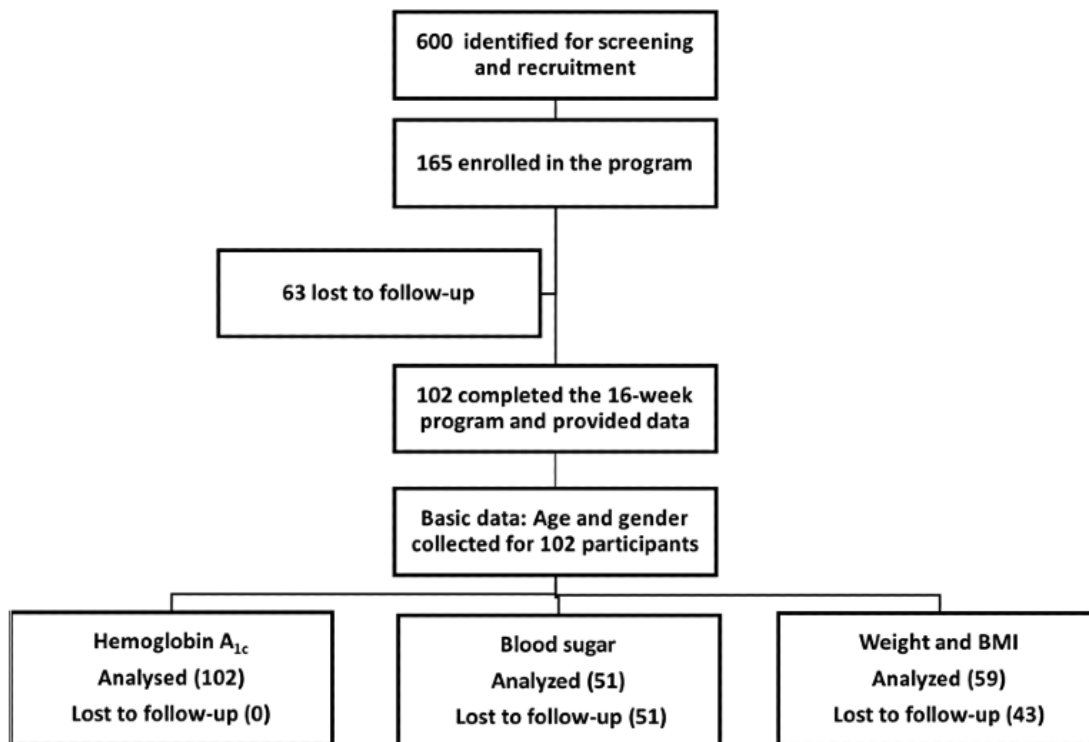 600 identified for screening
and recruitment
165 enrolled in the program
63 lost to follow-up
102 completed the 16-week
program and provided data
Basic data: Age and gender
collected for 102 participants
Hemoglobin A1c
Analysed (102)
Lost to follow-up (0)
Blood sugar
Analyzed (51)
Lost to follow-up (51)
Weight and BMI
Analyzed (59)
Lost to follow-up (43)